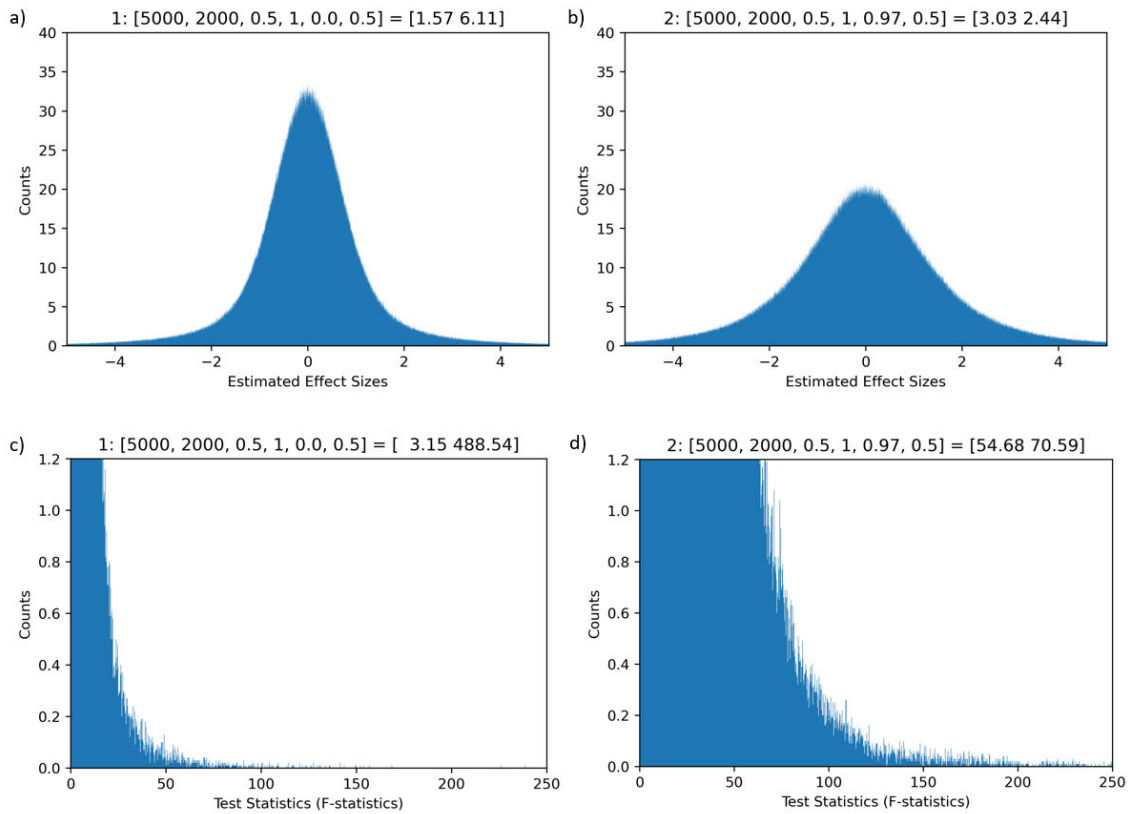 a) 1: [5000, 2000, 0.5, 1, 0.0, 0.5] = [1.57 6.11]
40
35
30
25
20
15
10
5
0
Counts
−4 −2 0 2 4
Estimated Effect Sizes
b) 2: [5000, 2000, 0.5, 1, 0.97, 0.5] = [3.03 2.44]
40
35
30
25
20
15
10
5
0
Counts
−4 −2 0 2 4
Estimated Effect Sizes
c) 1: [5000, 2000, 0.5, 1, 0.0, 0.5] = [ 3.15 488.54]
1.2
1.0
0.8
0.6
0.4
0.2
0.0
Counts
0 50 100 150 200 250
Test Statistics (F-statistics)
d) 2: [5000, 2000, 0.5, 1, 0.97, 0.5] = [54.68 70.59]
1.2
1.0
0.8
0.6
0.4
0.2
0.0
Counts
0 50 100 150 200 250
Test Statistics (F-statistics)